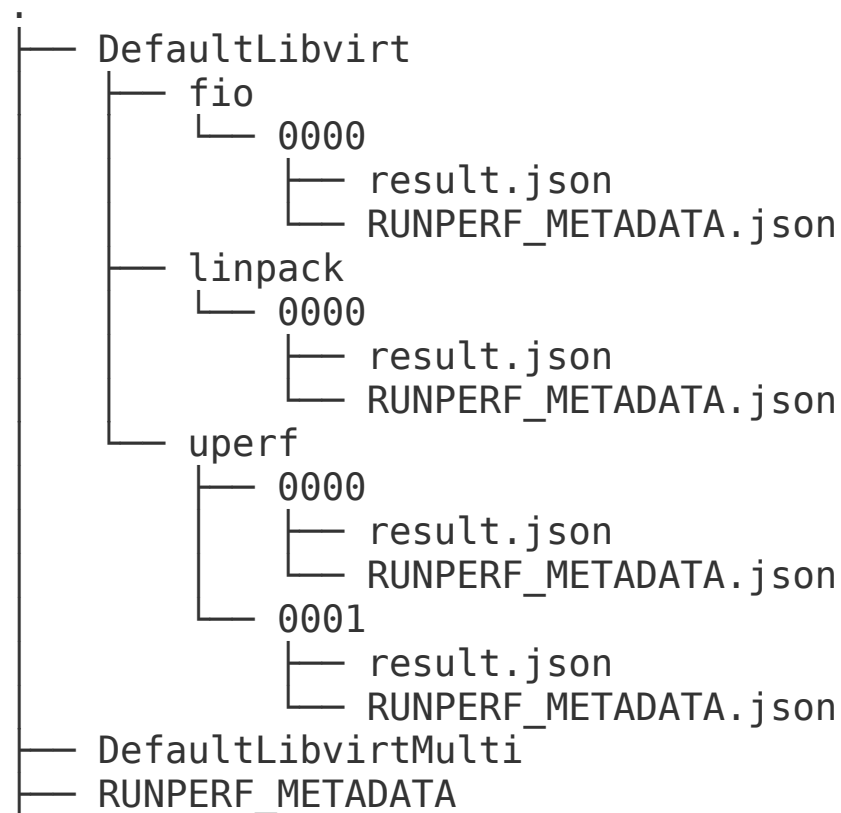 .
├── DefaultLibvirt
│   ├── fio
│   │   └── 0000
│   │       ├── result.json
│   │       └── RUNPERF_METADATA.json
│   ├── linpack
│   │   └── 0000
│   │       ├── result.json
│   │       └── RUNPERF_METADATA.json
│   └── uperf
│       ├── 0000
│       │   ├── result.json
│       │   └── RUNPERF_METADATA.json
│       └── 0001
│           ├── result.json
│           └── RUNPERF_METADATA.json
├── DefaultLibvirtMulti
├── RUNPERF_METADATA